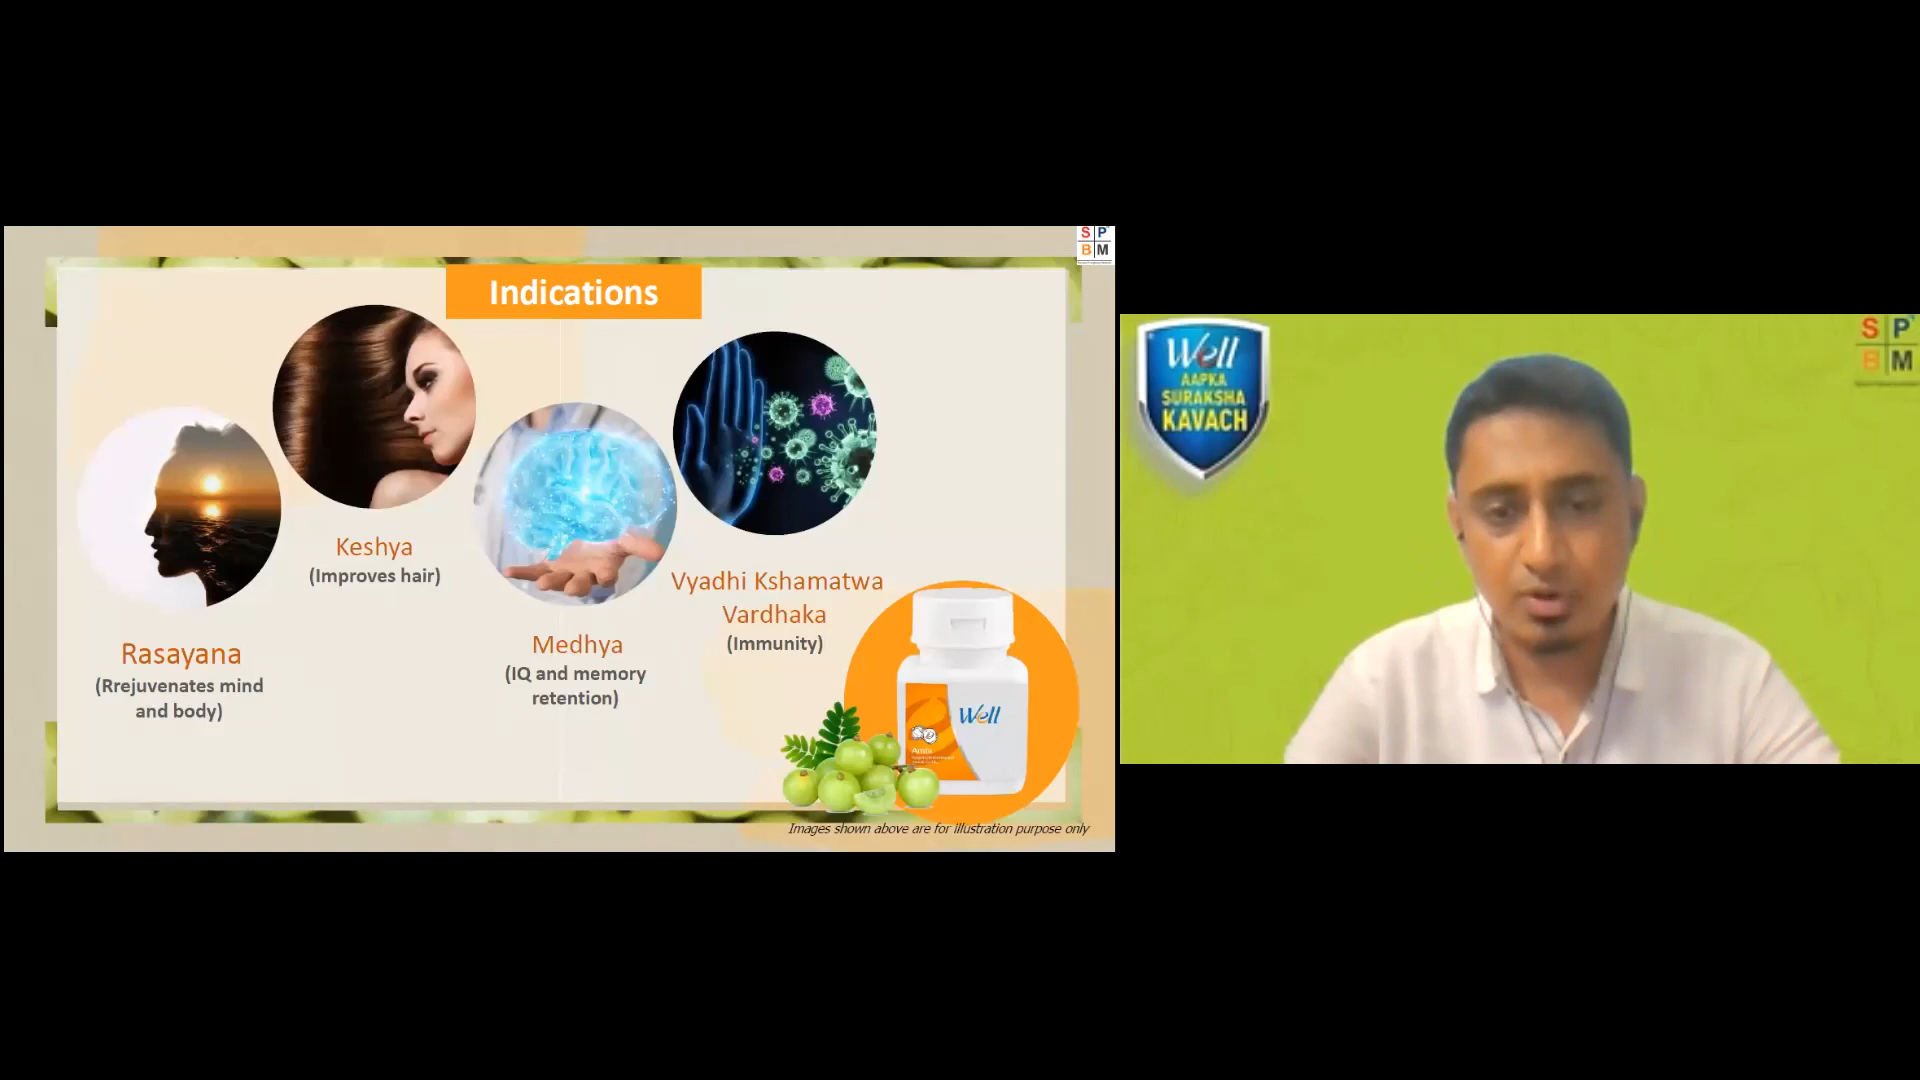 S P
B M
Indications
Keshya
(Improves hair)
Vyadhi Kshamatwa
Vardhaka
(Immunity)
Medhya
(IQ and memory
retention)
Rasayana
(Rrejuvenates mind
and body)
Well
Amla
Images shown above are for illustration purpose only
Well
AAPKA
SURAKSHA
KAVACH
S P
B M